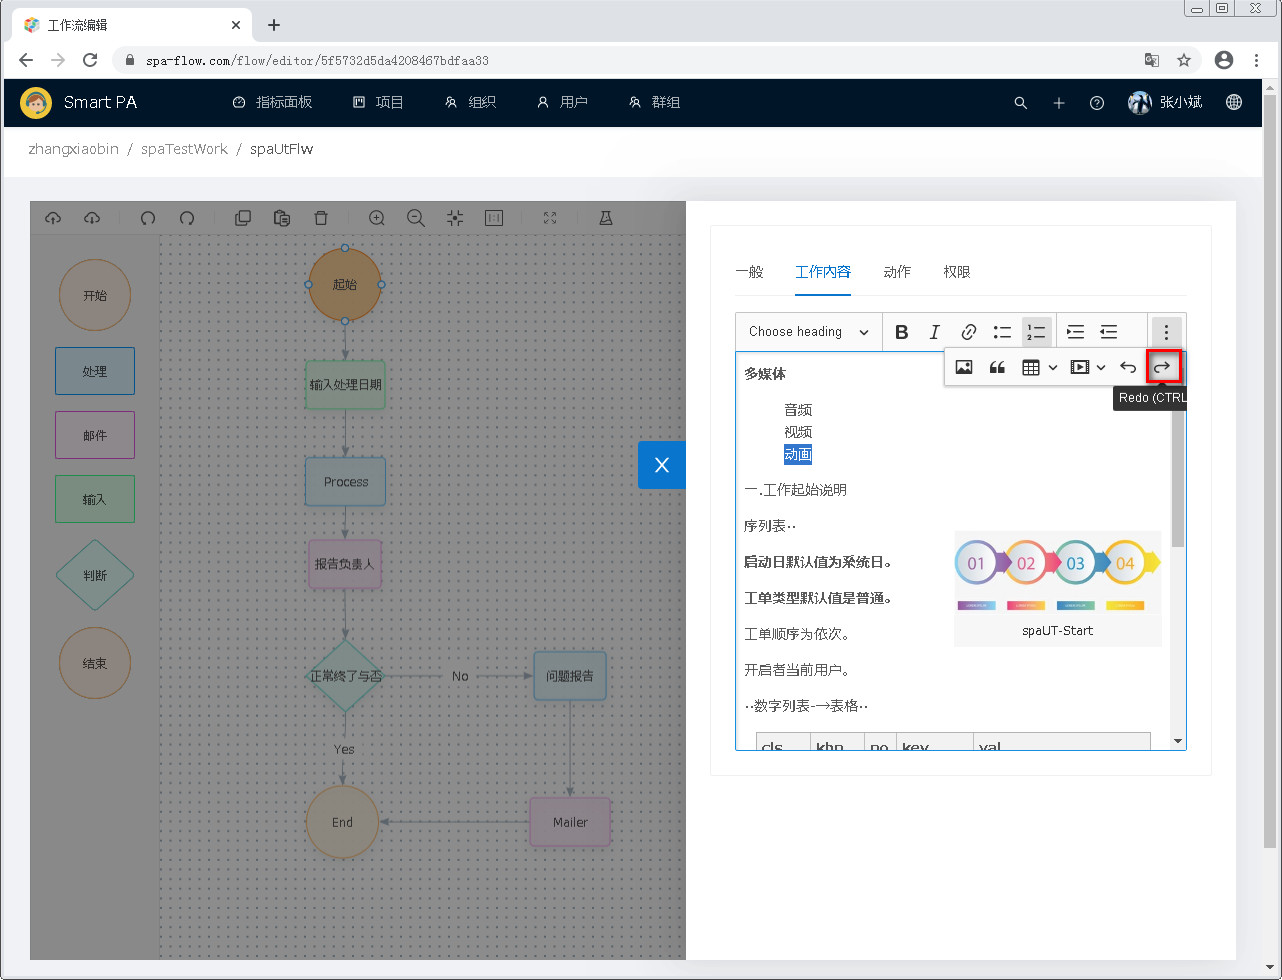 工作流编辑
spa-flow.com/flow/editor/5f5732d5da4208467bdfaa33
Smart PA 指标面板 项目 组织 用户 群组 张小斌
zhangxiaobin / spaTestWork / spaUtFlw
开始
处理
邮件
输入
判断
结束
起始
输入处理日期
Process
报告负责人
正常终了与否
No
问题报告
Yes
End
Mailer
X
一般 工作内容 动作 权限
Choose heading B I
Redo (CTRL
多媒体
音频
视频
动画
一.工作起始说明
序列表··
启动日默认值为系统日。
工单类型默认值是普通。
工单顺序为依次。
开启者当前用户。
01 02 03 04
spaUT-Start
··数字列表-→表格··
cls khn no key val